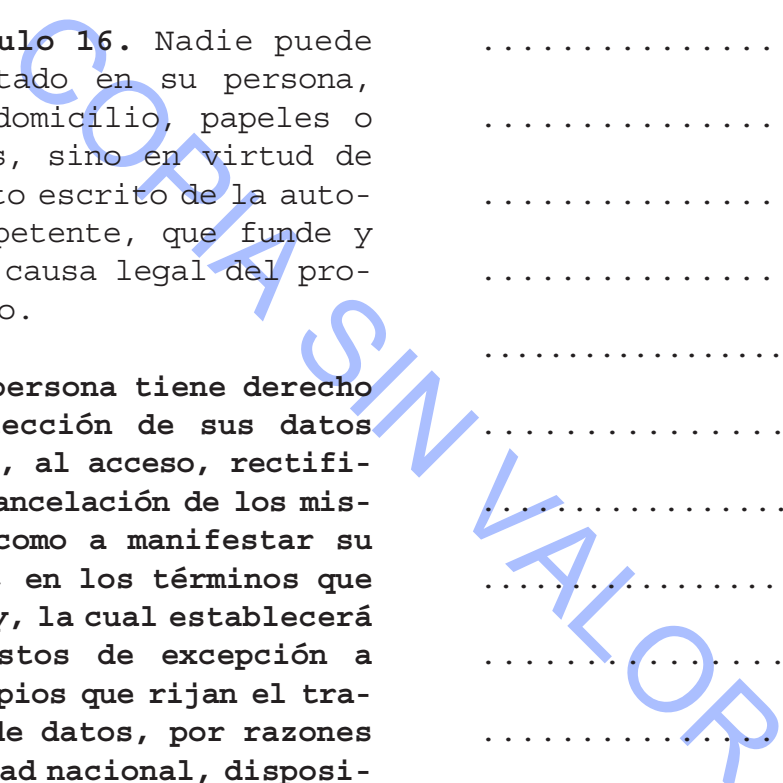 ulo 16. Nadie puede
tado en su persona,
domicilio, papeles o
s, sino en virtud de
to escrito de la auto-
petente, que funde y
causa legal del pro-
o.
persona tiene derecho
ección de sus datos
, al acceso, rectifi-
ancelación de los mis-
como a manifestar su
, en los términos que
y, la cual establecerá
stos de excepción a
pios que rijan el tra-
de datos, por razones
ad nacional, disposi-
...............
...............
...............
...............
.................
................
................
...............
................
...............
COPIA SIN VALOR